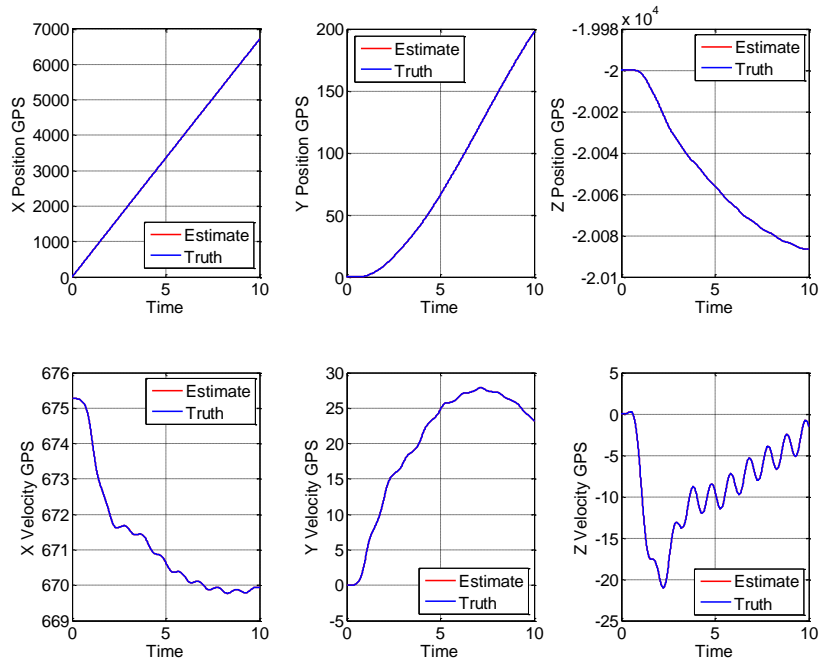 7000
6000
5000
4000
3000
2000
1000
0
X Position GPS
0 5 10
Time
Estimate
Truth
200
150
100
50
0
Y Position GPS
0 5 10
Time
Estimate
Truth
x 10^4
-1.998
-2
-2.002
-2.004
-2.006
-2.008
-2.01
Z Position GPS
0 5 10
Time
Estimate
Truth
676
675
674
673
672
671
670
669
X Velocity GPS
0 5 10
Time
Estimate
Truth
30
25
20
15
10
5
0
-5
Y Velocity GPS
0 5 10
Time
Estimate
Truth
5
0
-5
-10
-15
-20
-25
Z Velocity GPS
0 5 10
Time
Estimate
Truth